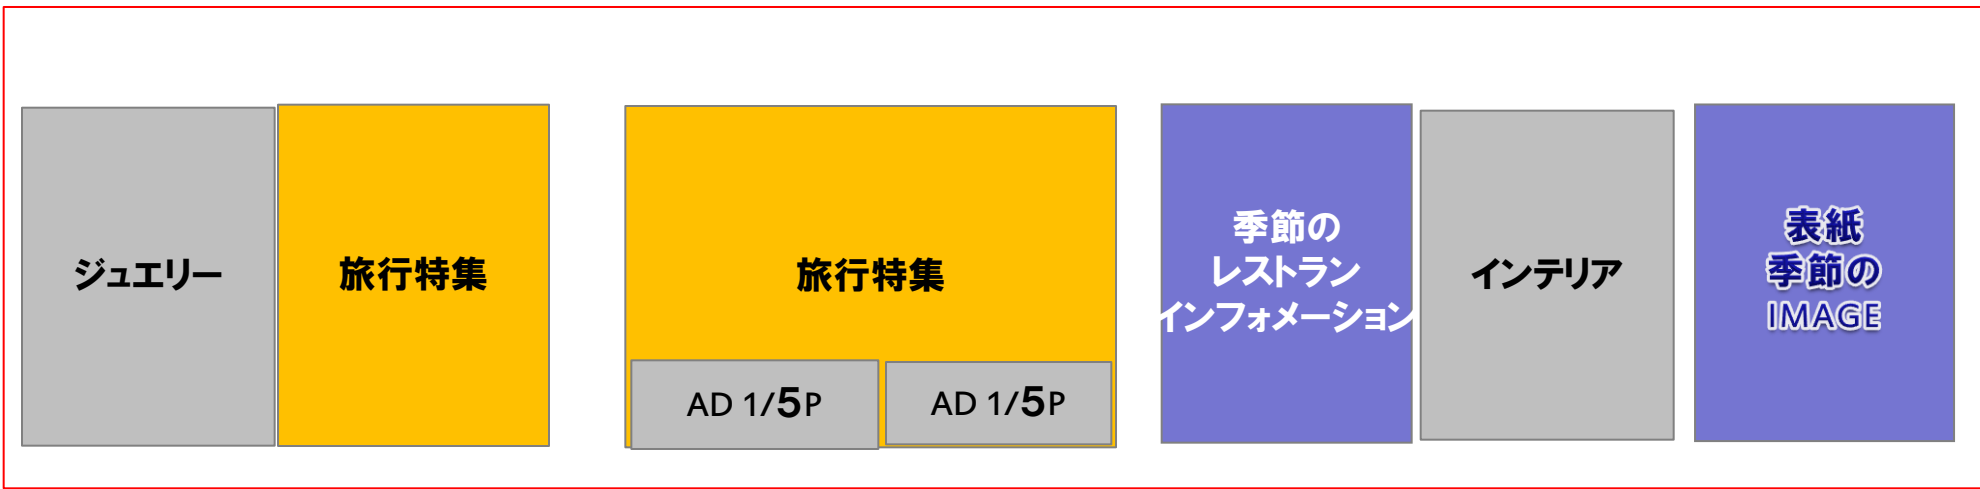 ジュエリー
旅行特集
旅行特集
AD 1/5P
AD 1/5P
季節の
レストラン
インフォメーション
インテリア
表紙
季節の
IMAGE